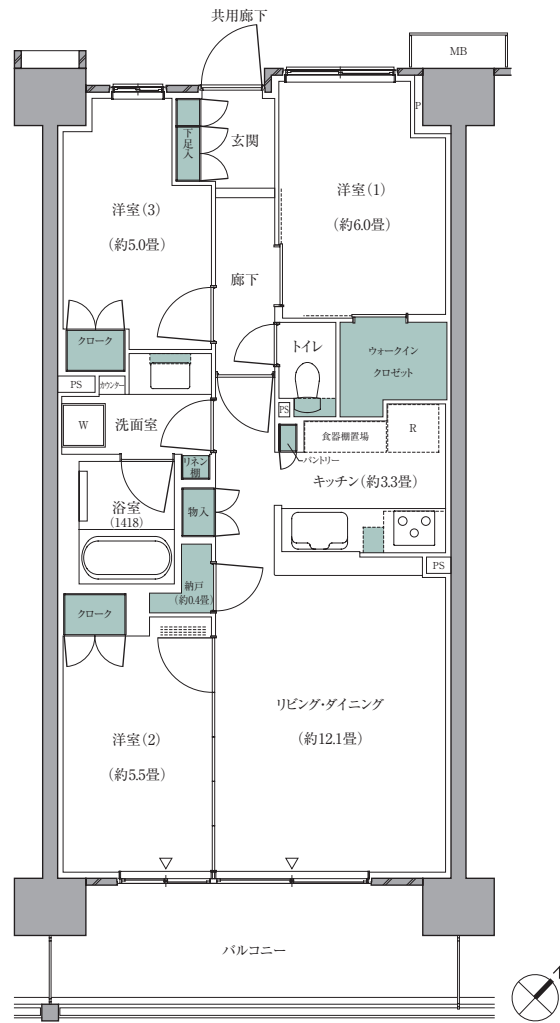 共用廊下
MB
下足入
玄関
P
洋室(1)
(約6.0畳)
洋室(3)
(約5.0畳)
廊下
クローク
トイレ
ウォークイン
クロゼット
PS
カウンター
PS
W
洗面室
食器棚置場
R
パントリー
リネン
棚
キッチン(約3.3畳)
浴室
(1418)
物入
PS
納戸
(約0.4畳)
クローク
リビング・ダイニング
(約12.1畳)
洋室(2)
(約5.5畳)
バルコニー